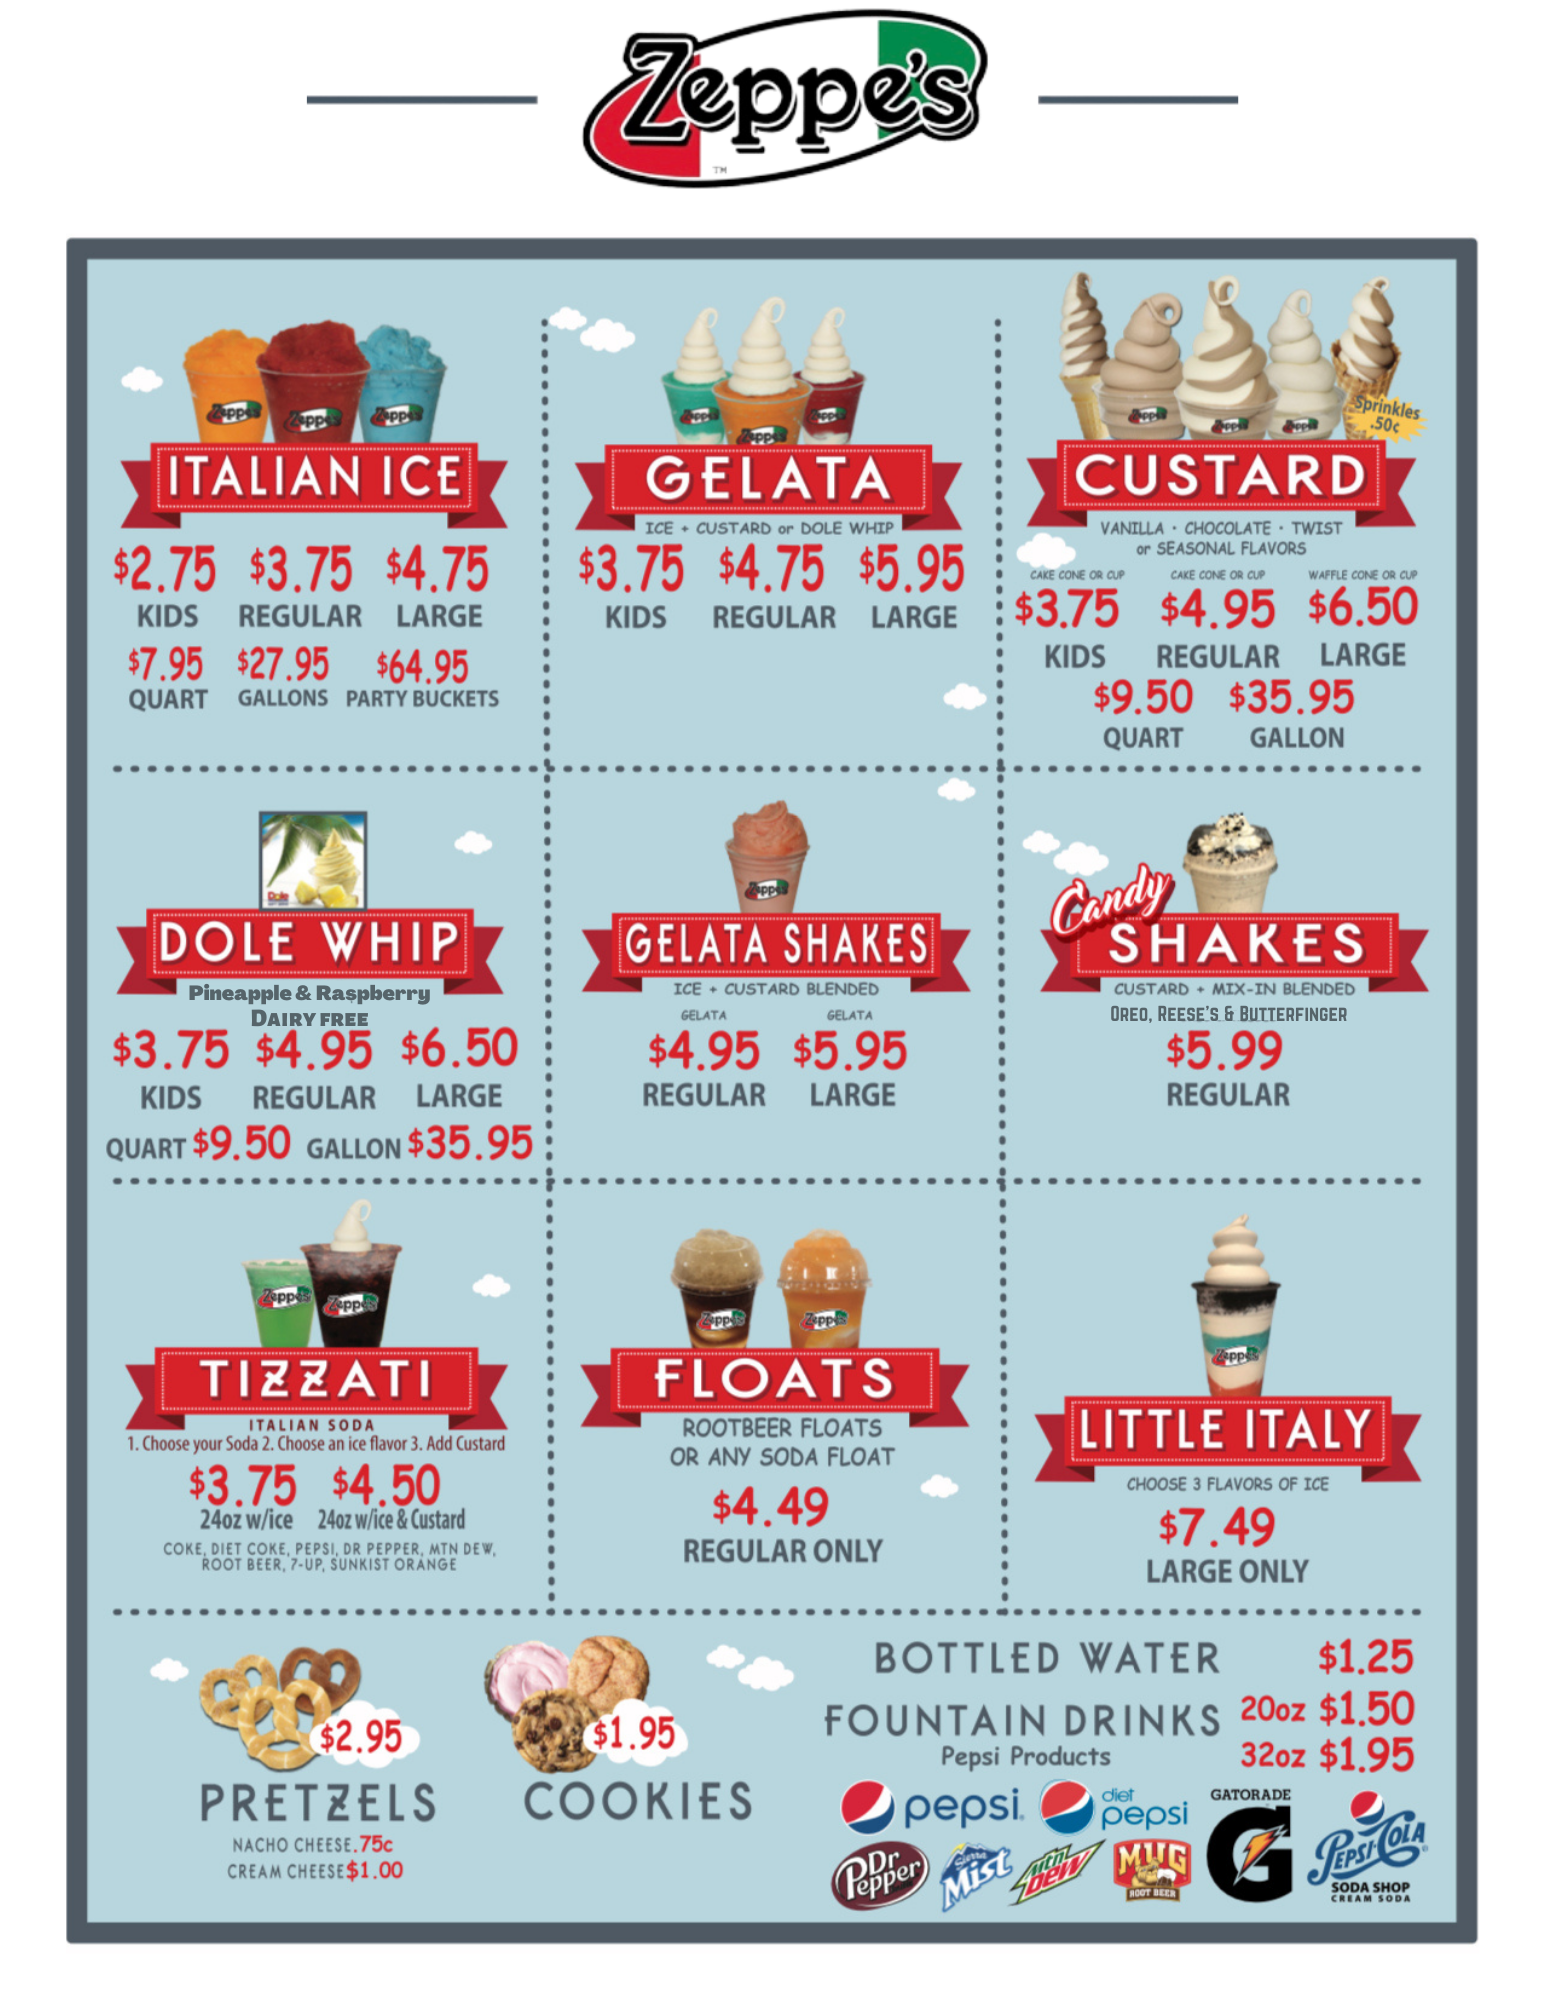 Zeppe's
TM
ITALIAN ICE
$2.75 $3.75 $4.75
KIDS REGULAR LARGE
$7.95 $27.95 $64.95
QUART GALLONS PARTY BUCKETS
GELATA
ICE + CUSTARD or DOLE WHIP
$3.75 $4.75 $5.95
KIDS REGULAR LARGE
Sprinkles
.50¢
CUSTARD
VANILLA • CHOCOLATE • TWIST
or SEASONAL FLAVORS
CAKE CONE OR CUP CAKE CONE OR CUP WAFFLE CONE OR CUP
$3.75 $4.95 $6.50
KIDS REGULAR LARGE
$9.50 $35.95
QUART GALLON
Dole
DOLE WHIP
Pineapple & Raspberry
DAIRY FREE
$3.75 $4.95 $6.50
KIDS REGULAR LARGE
QUART $9.50 GALLON $35.95
Zeppe's
GELATA SHAKES
ICE + CUSTARD BLENDED
GELATA GELATA
$4.95 $5.95
REGULAR LARGE
Candy
SHAKES
CUSTARD + MIX-IN BLENDED
OREO, REESE'S & BUTTERFINGER
$5.99
REGULAR
Zeppe's Zeppe's
TIZZATI
ITALIAN SODA
1. Choose your Soda 2. Choose an ice flavor 3. Add Custard
$3.75 $4.50
24oz w/ice 24oz w/ice & Custard
COKE, DIET COKE, PEPSI, DR PEPPER, MTN DEW,
ROOT BEER, 7-UP, SUNKIST ORANGE
Zeppe's Zeppe's
FLOATS
ROOTBEER FLOATS
OR ANY SODA FLOAT
$4.49
REGULAR ONLY
Zeppe's
LITTLE ITALY
CHOOSE 3 FLAVORS OF ICE
$7.49
LARGE ONLY
$2.95
PRETZELS
NACHO CHEESE .75c
CREAM CHEESE $1.00
$1.95
COOKIES
BOTTLED WATER $1.25
FOUNTAIN DRINKS 20oz $1.50
Pepsi Products 32oz $1.95
pepsi diet pepsi GATORADE G
Dr Pepper Sierra Mist Mtn Dew MUG ROOT BEER PEPSI-COLA
SODA SHOP
CREAM SODA